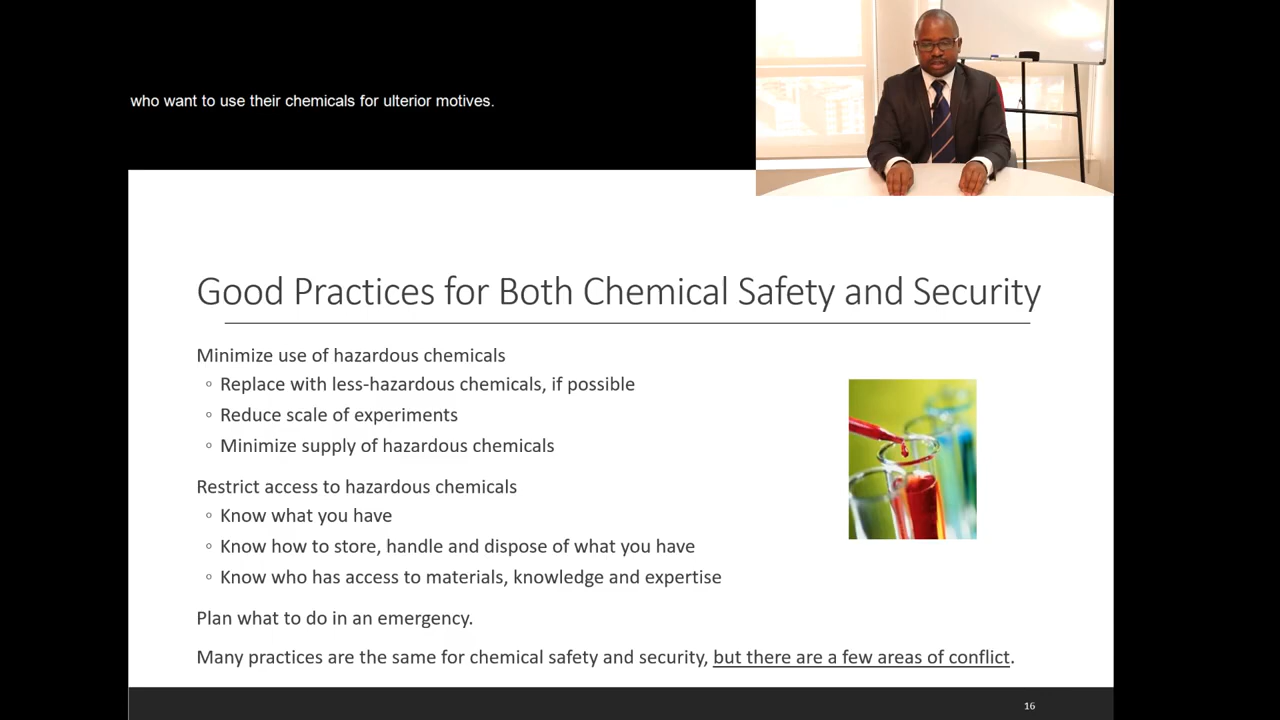 who want to use their chemicals for ulterior motives.
Good Practices for Both Chemical Safety and Security
Minimize use of hazardous chemicals
◦ Replace with less-hazardous chemicals, if possible
◦ Reduce scale of experiments
◦ Minimize supply of hazardous chemicals
Restrict access to hazardous chemicals
◦ Know what you have
◦ Know how to store, handle and dispose of what you have
◦ Know who has access to materials, knowledge and expertise
Plan what to do in an emergency.
Many practices are the same for chemical safety and security, but there are a few areas of conflict.
16